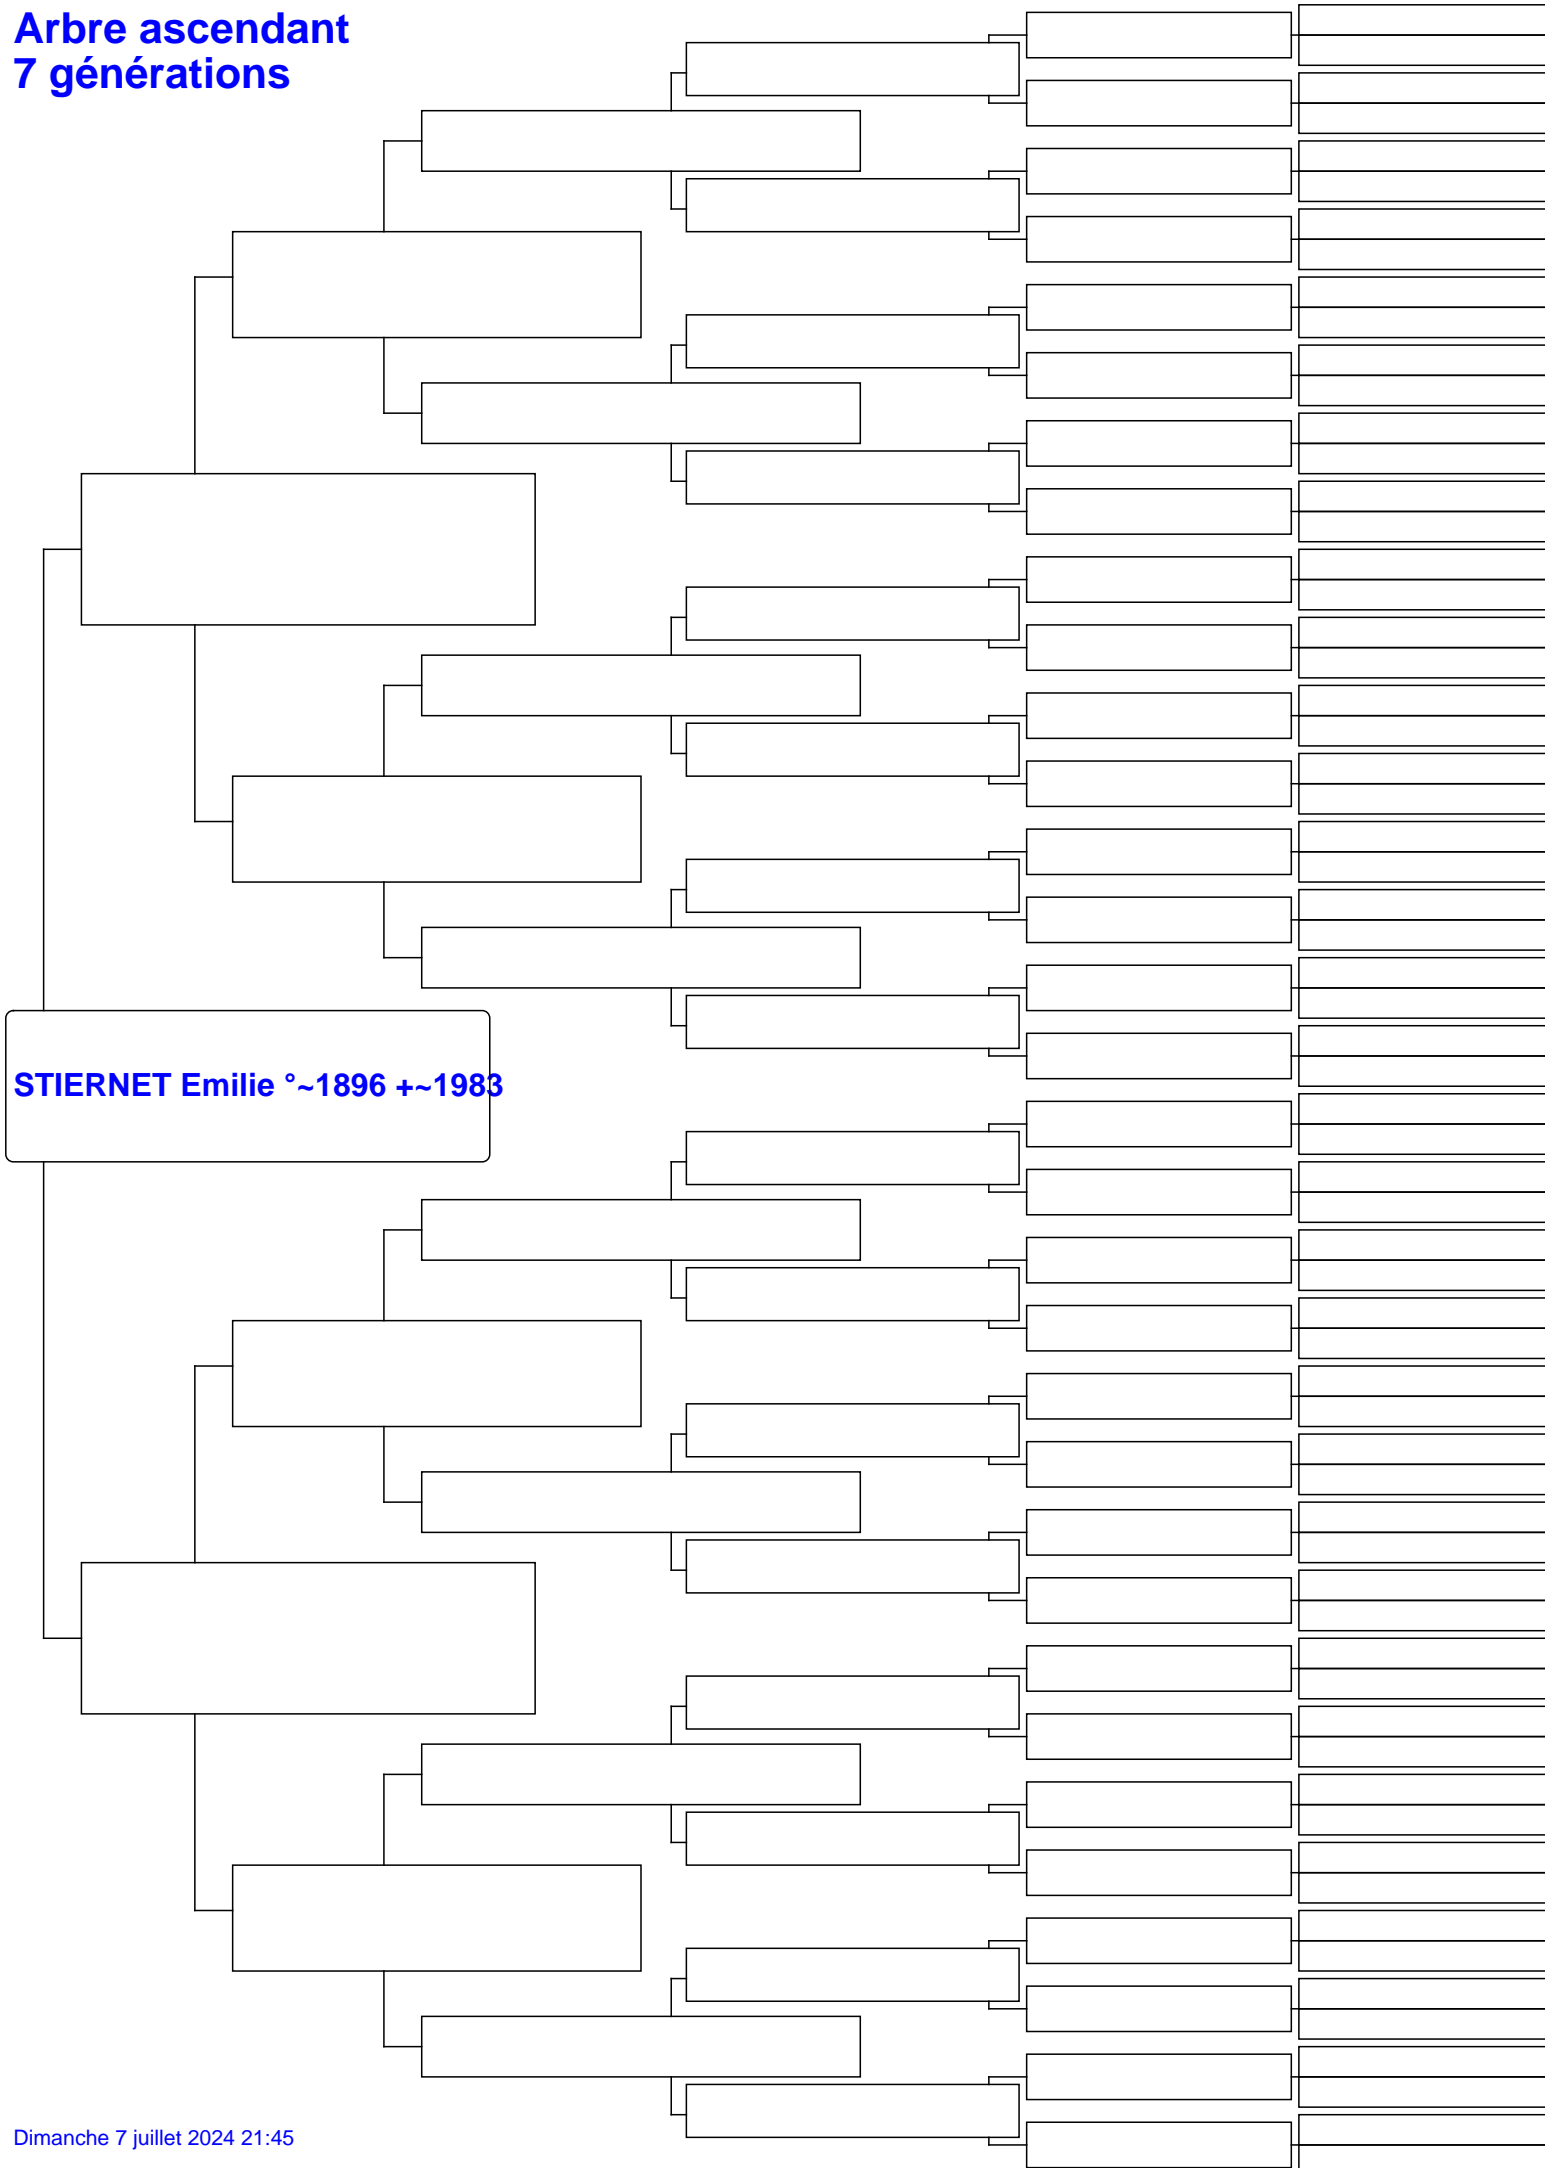 Arbre ascendant
7 générations
STIERNET Emilie °~1896 +~1983
Dimanche 7 juillet 2024 21:45